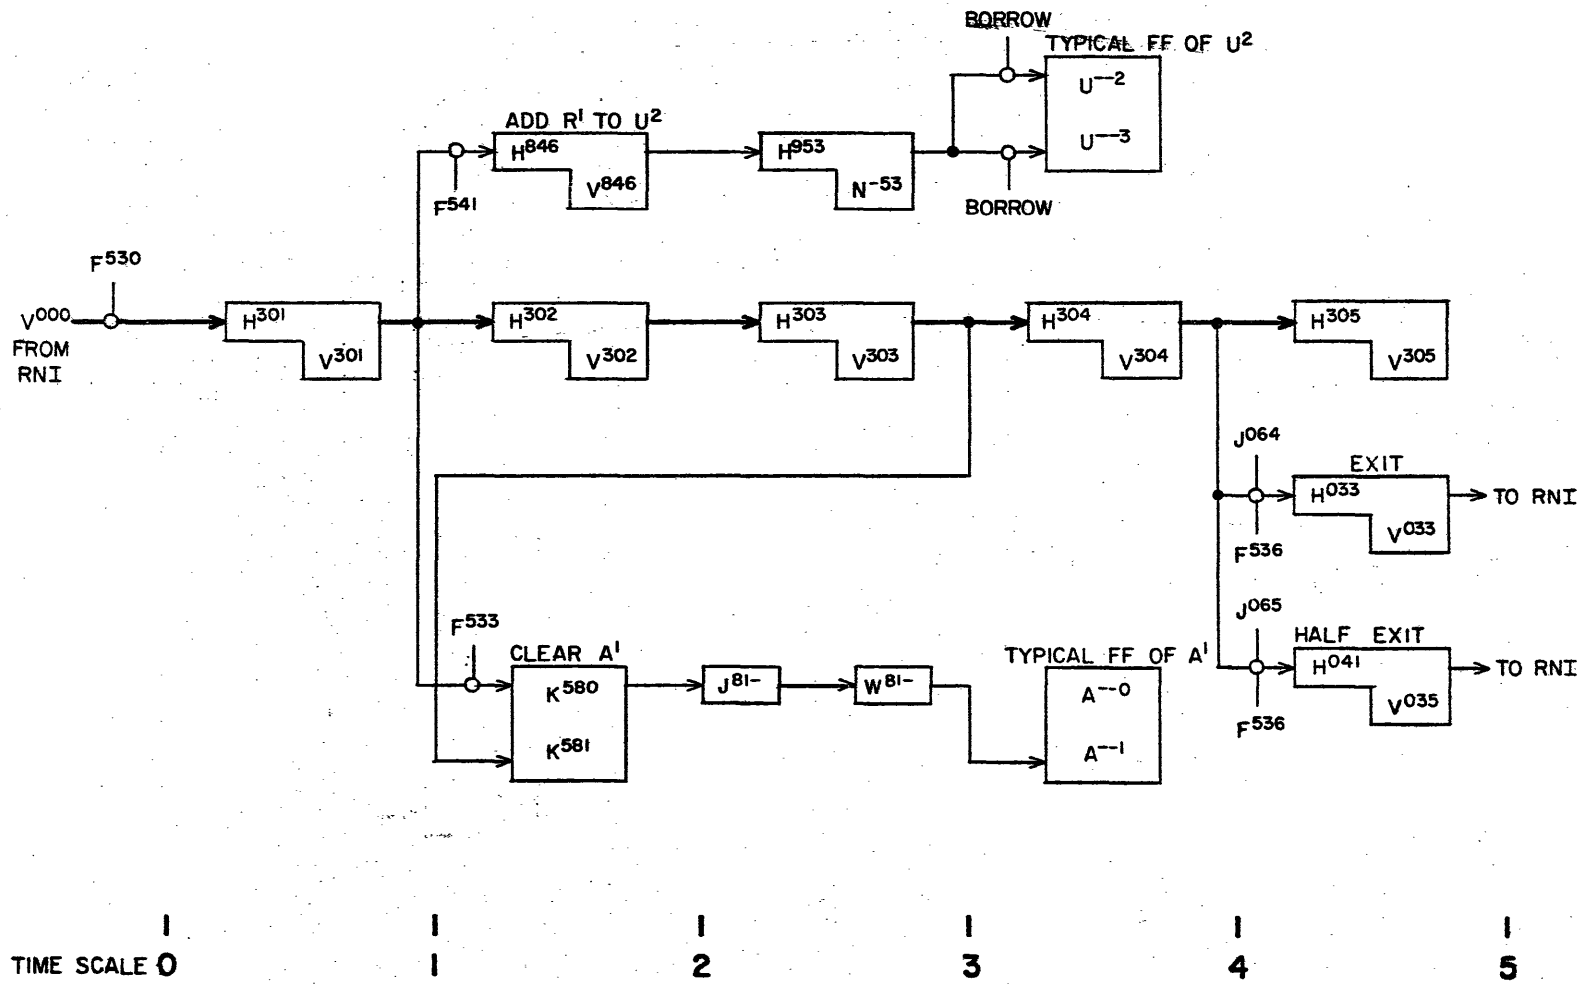 BORROW
TYPICAL FF OF U²
U--2
U--3
BORROW
ADD R¹ TO U²
H⁸⁴⁶
V⁸⁴⁶
F⁵⁴¹
H⁹⁵³
N⁻⁵³
F⁵³⁰
V⁰⁰⁰
FROM
RNI
H³⁰¹
V³⁰¹
H³⁰²
V³⁰²
H³⁰³
V³⁰³
H³⁰⁴
V³⁰⁴
H³⁰⁵
V³⁰⁵
J⁰⁶⁴
EXIT
H⁰³³
V⁰³³
TO RNI
F⁵³⁶
J⁰⁶⁵
HALF EXIT
H⁰⁴¹
V⁰³⁵
TO RNI
F⁵³⁶
F⁵³³
CLEAR A¹
K⁵⁸⁰
K⁵⁸¹
J⁸¹⁻
W⁸¹⁻
TYPICAL FF OF A¹
A--0
A--1
TIME SCALE 0 1 2 3 4 5